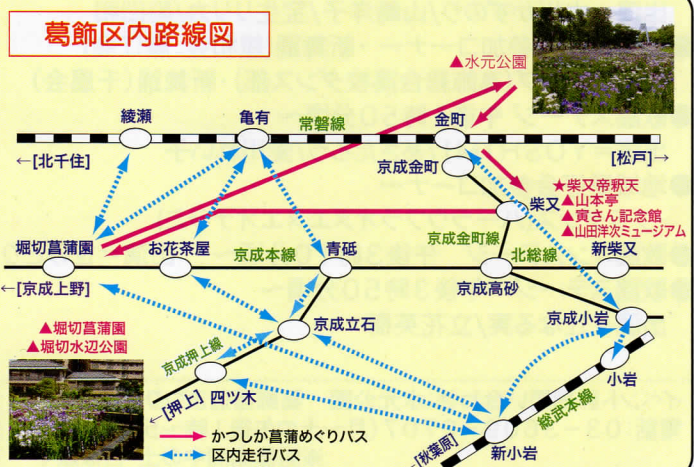 葛飾区内路線図
▲水元公園
綾瀬
亀有
常磐線
金町
←[北千住]
[松戸]→
京成金町
★柴又帝釈天
▲山本亭
▲寅さん記念館
▲山田洋次ミュージアム
柴又
京成金町線
堀切菖蒲園
お花茶屋
京成本線
青砥
北総線
新柴又
←[京成上野]
京成高砂
京成立石
京成小岩
▲堀切菖蒲園
▲堀切水辺公園
京成押上線
小岩
←[押上]
四ツ木
総武本線
←[秋葉原]
新小岩
かつしか菖蒲めぐりバス
区内走行バス